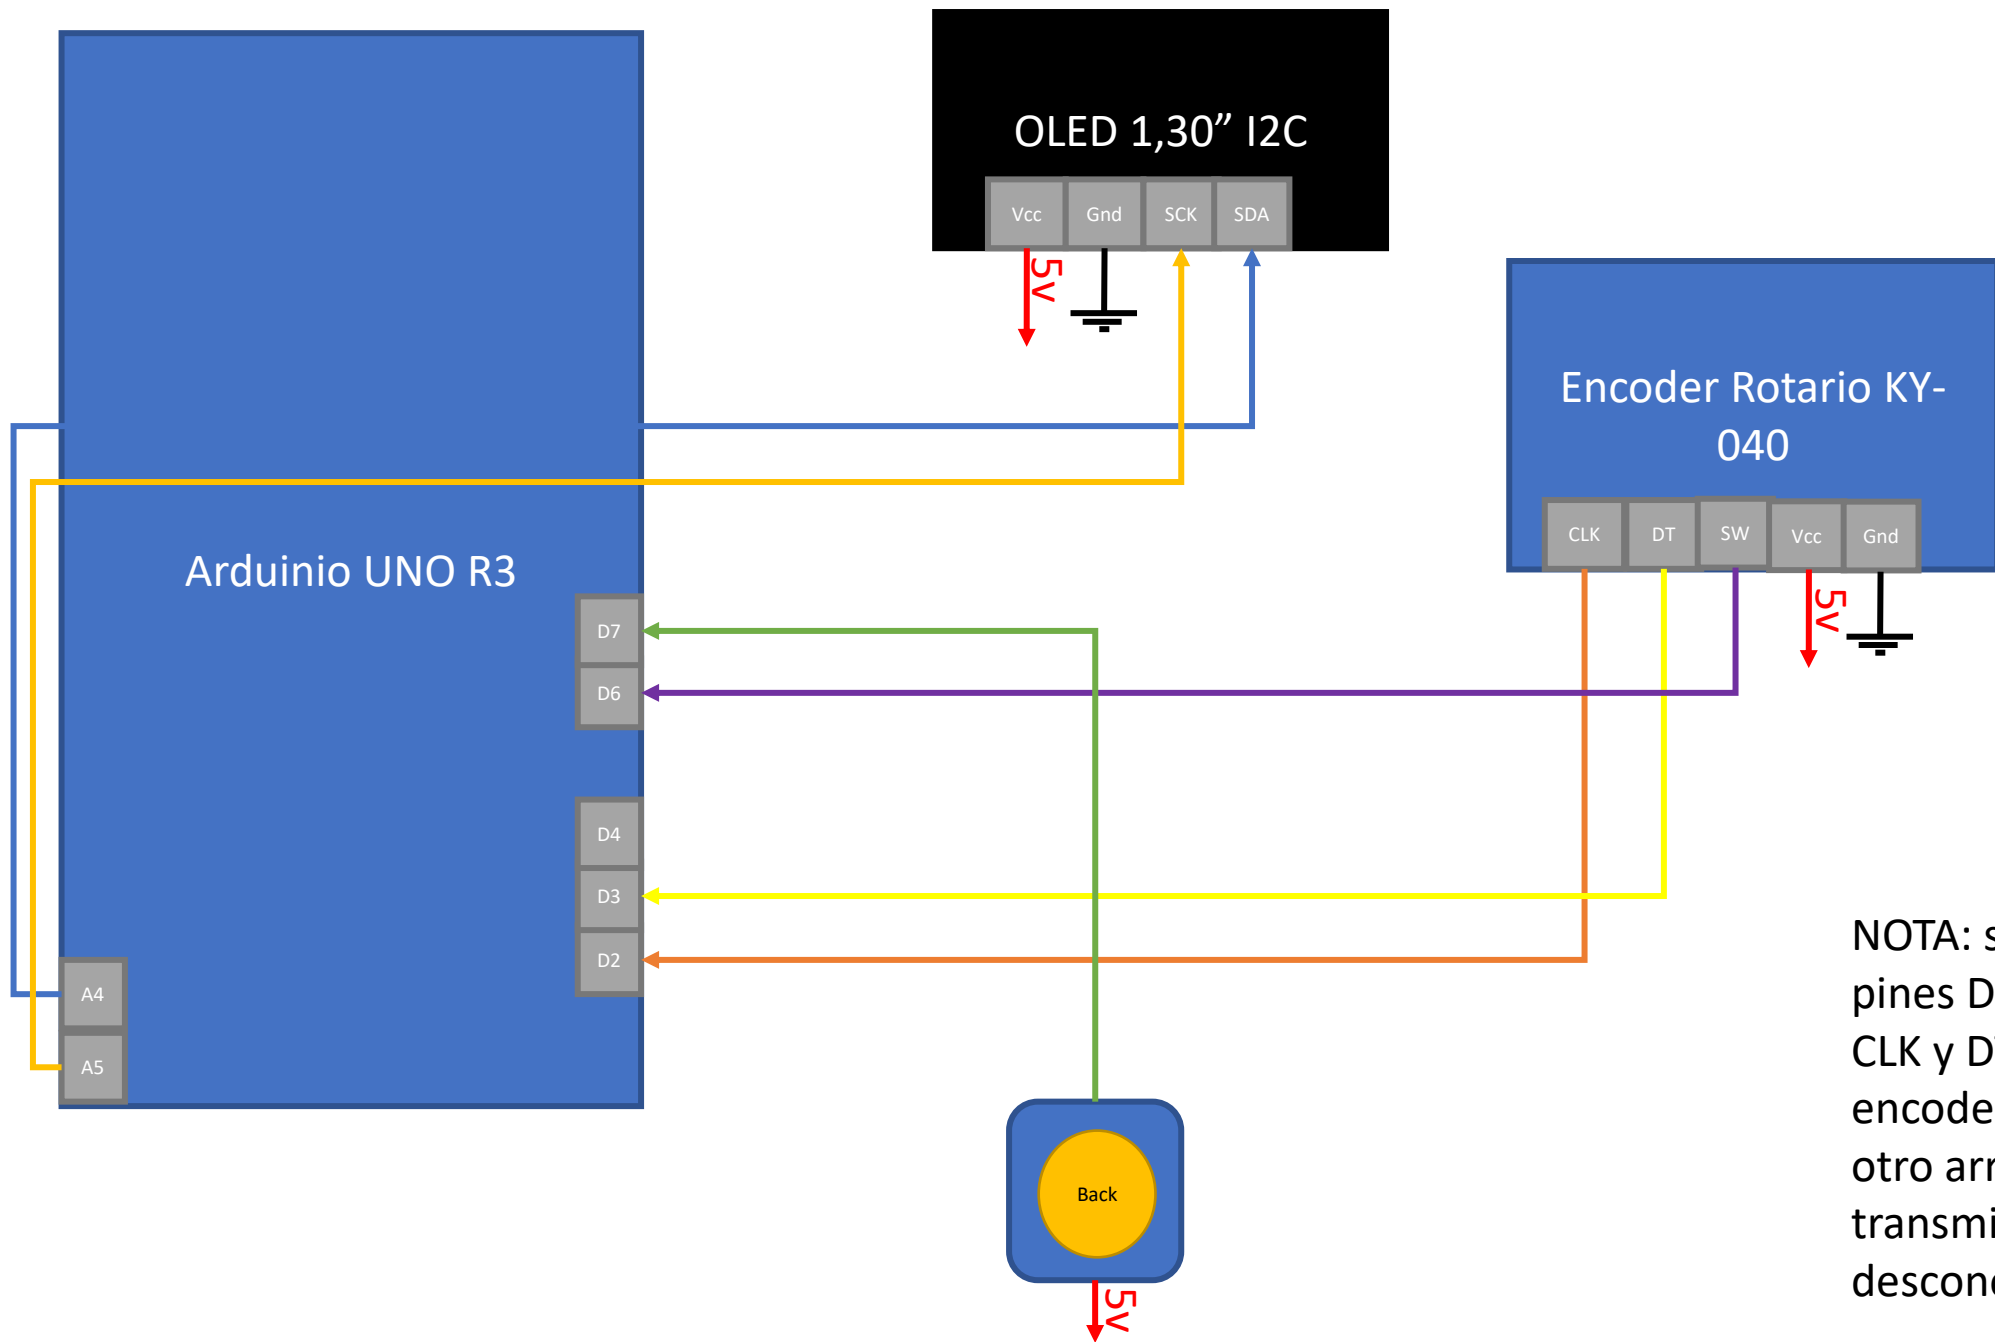 OLED 1,30” I2C
Vcc Gnd SCK SDA
5v
Encoder Rotario KY-
040
CLK DT SW Vcc Gnd
5v
Arduinio UNO R3
D7
D6
D4
D3
D2
A4
A5
Back
5v
NOTA:
pines
CLK y
otro